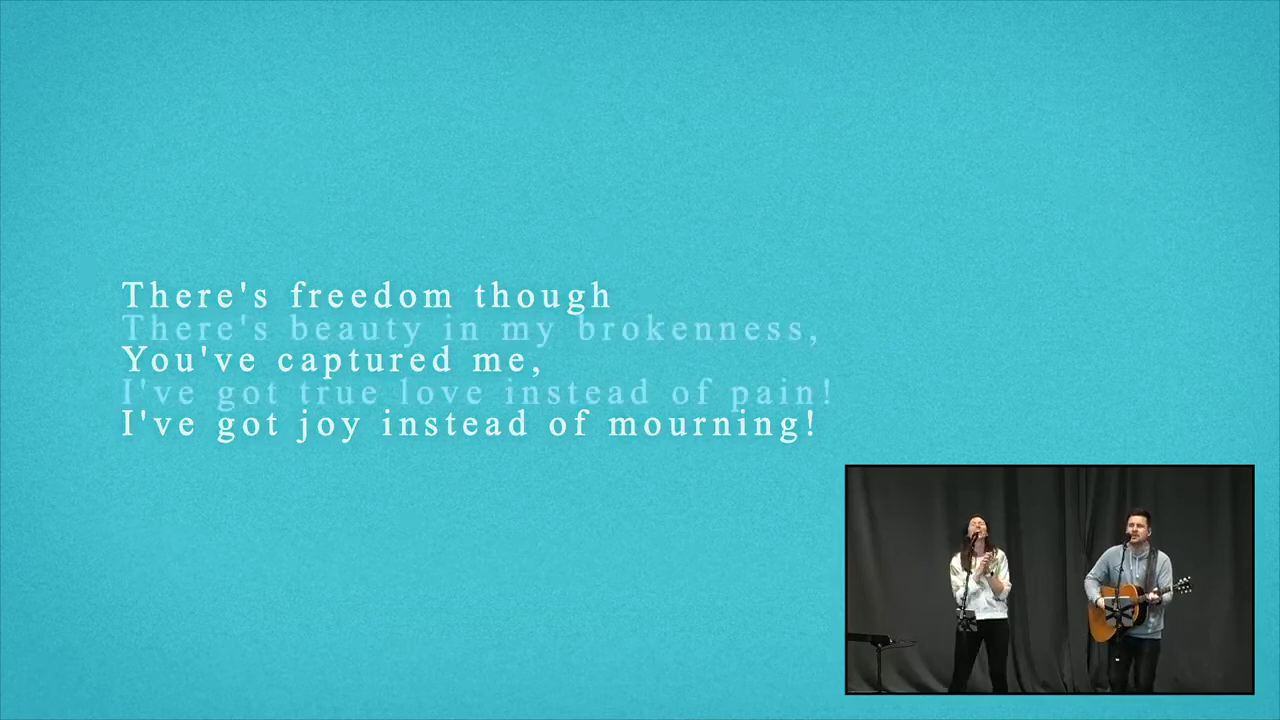 There's freedom though
There's beauty in my brokenness,
You've captured me,
I've got true love instead of pain!
I've got joy instead of mourning!